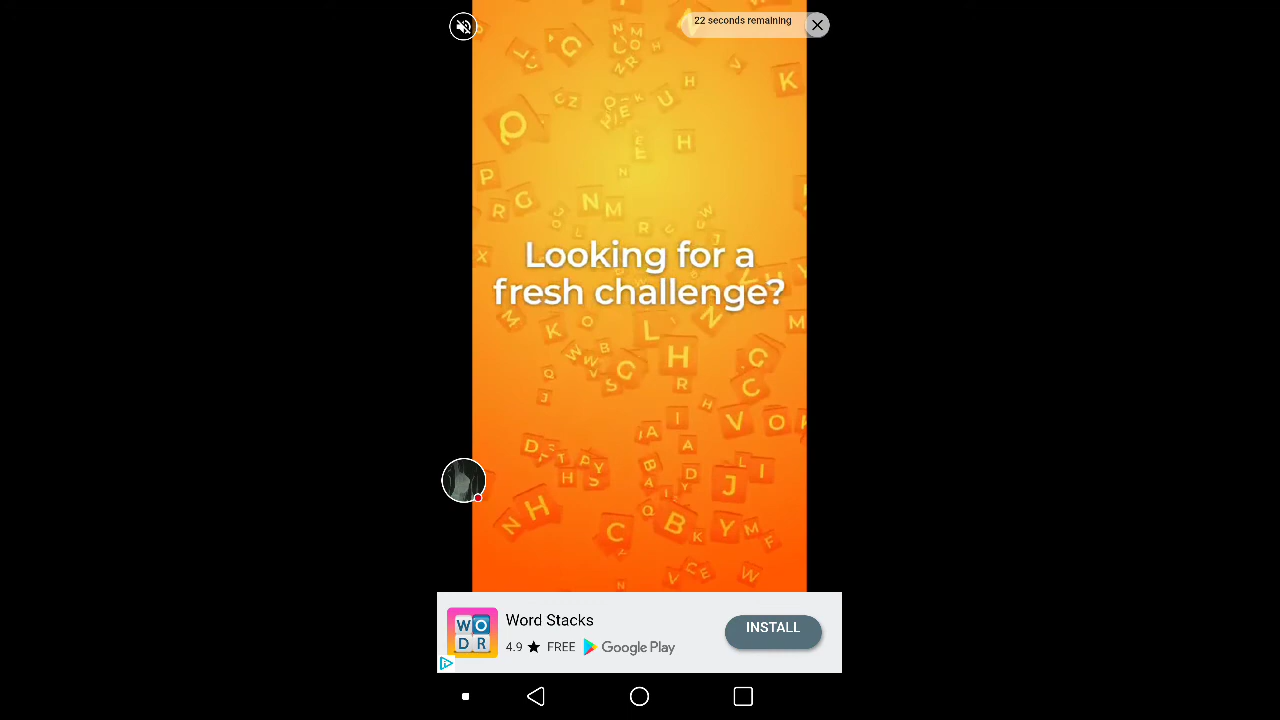 22 seconds remaining
Looking for a
fresh challenge?
Word Stacks
4.9 ★ FREE Google Play
INSTALL
W O
D R